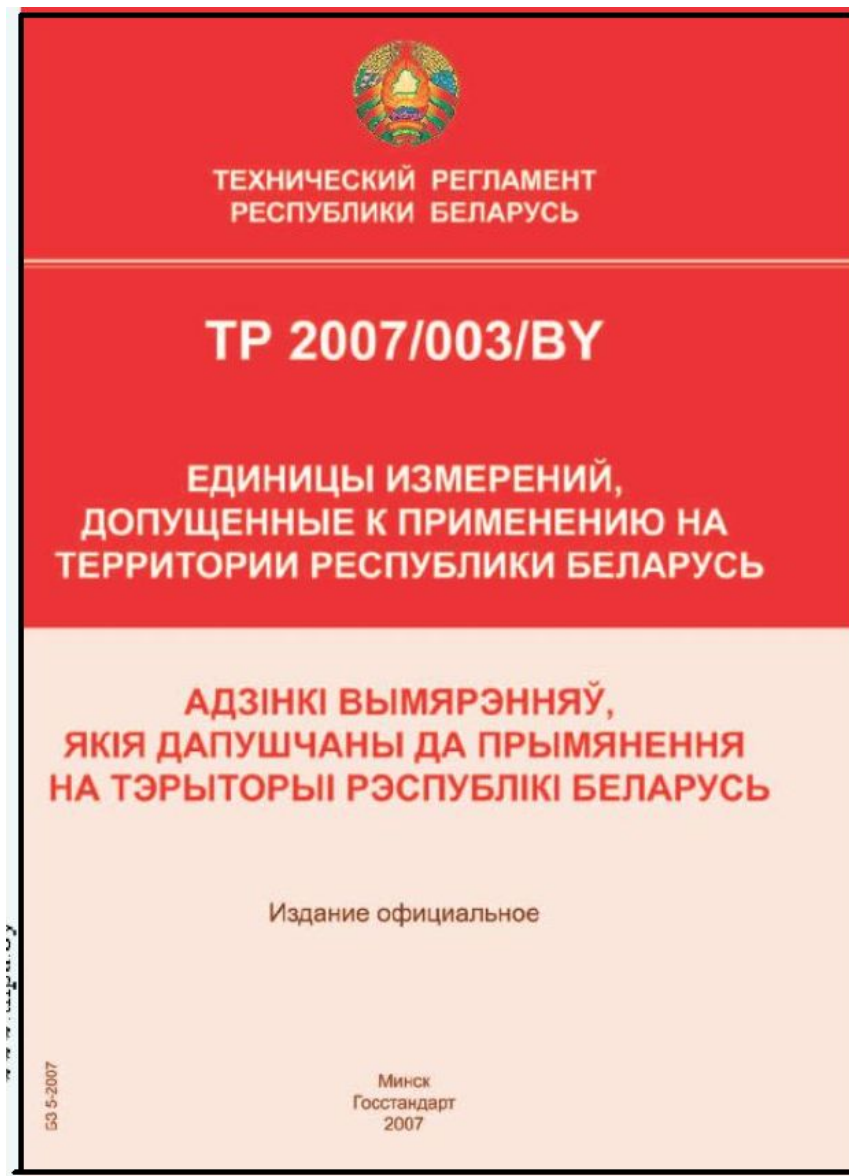 ТЕХНИЧЕСКИЙ РЕГЛАМЕНТ
РЕСПУБЛИКИ БЕЛАРУСЬ
ТР 2007/003/BY
ЕДИНИЦЫ ИЗМЕРЕНИЙ,
ДОПУЩЕННЫЕ К ПРИМЕНЕНИЮ НА
ТЕРРИТОРИИ РЕСПУБЛИКИ БЕЛАРУСЬ
АДЗІНКІ ВЫМЯРЭННЯЎ,
ЯКІЯ ДАПУШЧАНЫ ДА ПРЫМЯНЕННЯ
НА ТЭРЫТОРЫІ РЭСПУБЛІКІ БЕЛАРУСЬ
Издание официальное
БЗ 5-2007
Минск
Госстандарт
2007